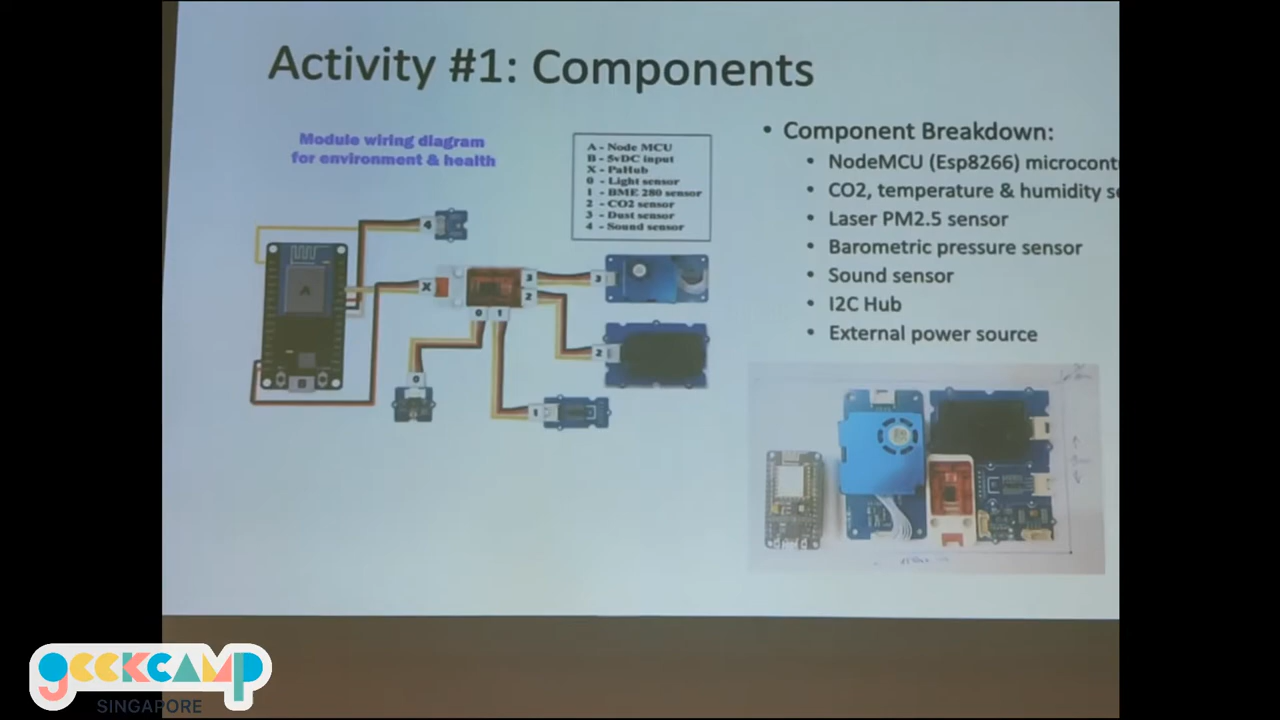 Activity #1: Components
Module wiring diagram
for environment & health
A - Node MCU
B - 5vDC input
X - PaHub
0 - Light sensor
1 - BME 280 sensor
2 - CO2 sensor
3 - Dust sensor
4 - Sound sensor
4
A
X
3
2
0
1
3
2
0
1
B
• Component Breakdown:
• NodeMCU (Esp8266) microcont
• CO2, temperature & humidity se
• Laser PM2.5 sensor
• Barometric pressure sensor
• Sound sensor
• I2C Hub
• External power source
geekcamp
SINGAPORE